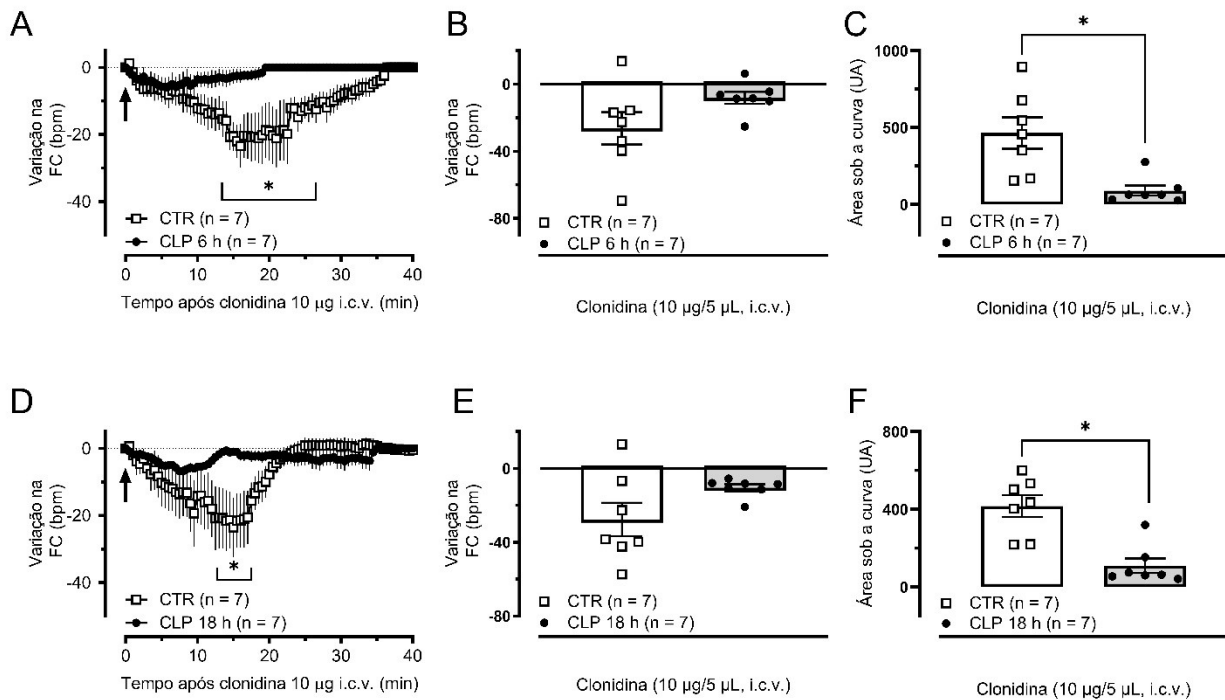 A
Variação na
FC (bpm)
0
-20
-40
*
CTR (n = 7)
CLP 6 h (n = 7)
0 10 20 30 40
Tempo após clonidina 10 µg i.c.v. (min)
B
Variação na
FC (bpm)
0
-40
-80
CTR (n = 7)
CLP 6 h (n = 7)
Clonidina (10 µg/5 µL, i.c.v.)
C
Área sob a curva (UA)
1000
500
0
*
CTR (n = 7)
CLP 6 h (n = 7)
Clonidina (10 µg/5 µL, i.c.v.)
D
Variação na
FC (bpm)
0
-20
-40
*
CTR (n = 7)
CLP 18 h (n = 7)
0 10 20 30 40
Tempo após clonidina 10 µg i.c.v. (min)
E
Variação na
FC (bpm)
0
-40
-80
CTR (n = 7)
CLP 18 h (n = 7)
Clonidina (10 µg/5 µL, i.c.v.)
F
Área sob a curva (UA)
800
400
0
*
CTR (n = 7)
CLP 18 h (n = 7)
Clonidina (10 µg/5 µL, i.c.v.)